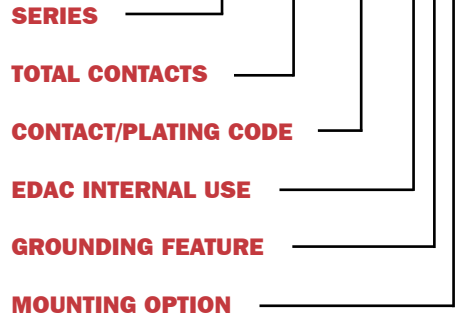 SERIES
TOTAL CONTACTS
CONTACT/PLATING CODE
EDAC INTERNAL USE
GROUNDING FEATURE
MOUNTING OPTION